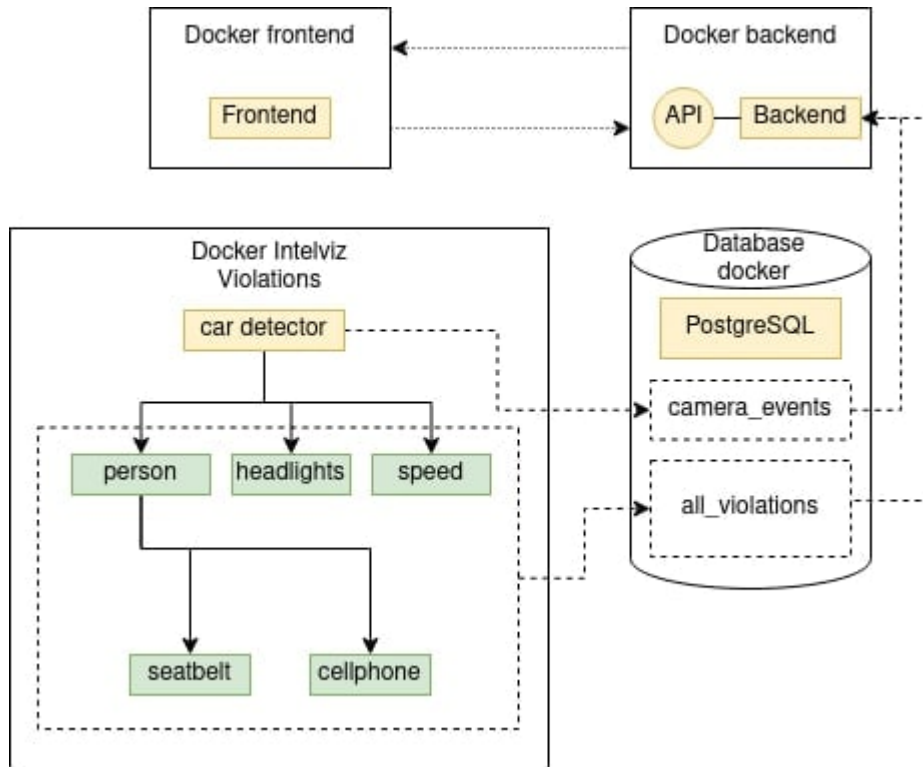 Docker frontend
Frontend
Docker backend
API
Backend
Docker Intelviz
Violations
car detector
person
headlights
speed
seatbelt
cellphone
Database
docker
PostgreSQL
camera_events
all_violations